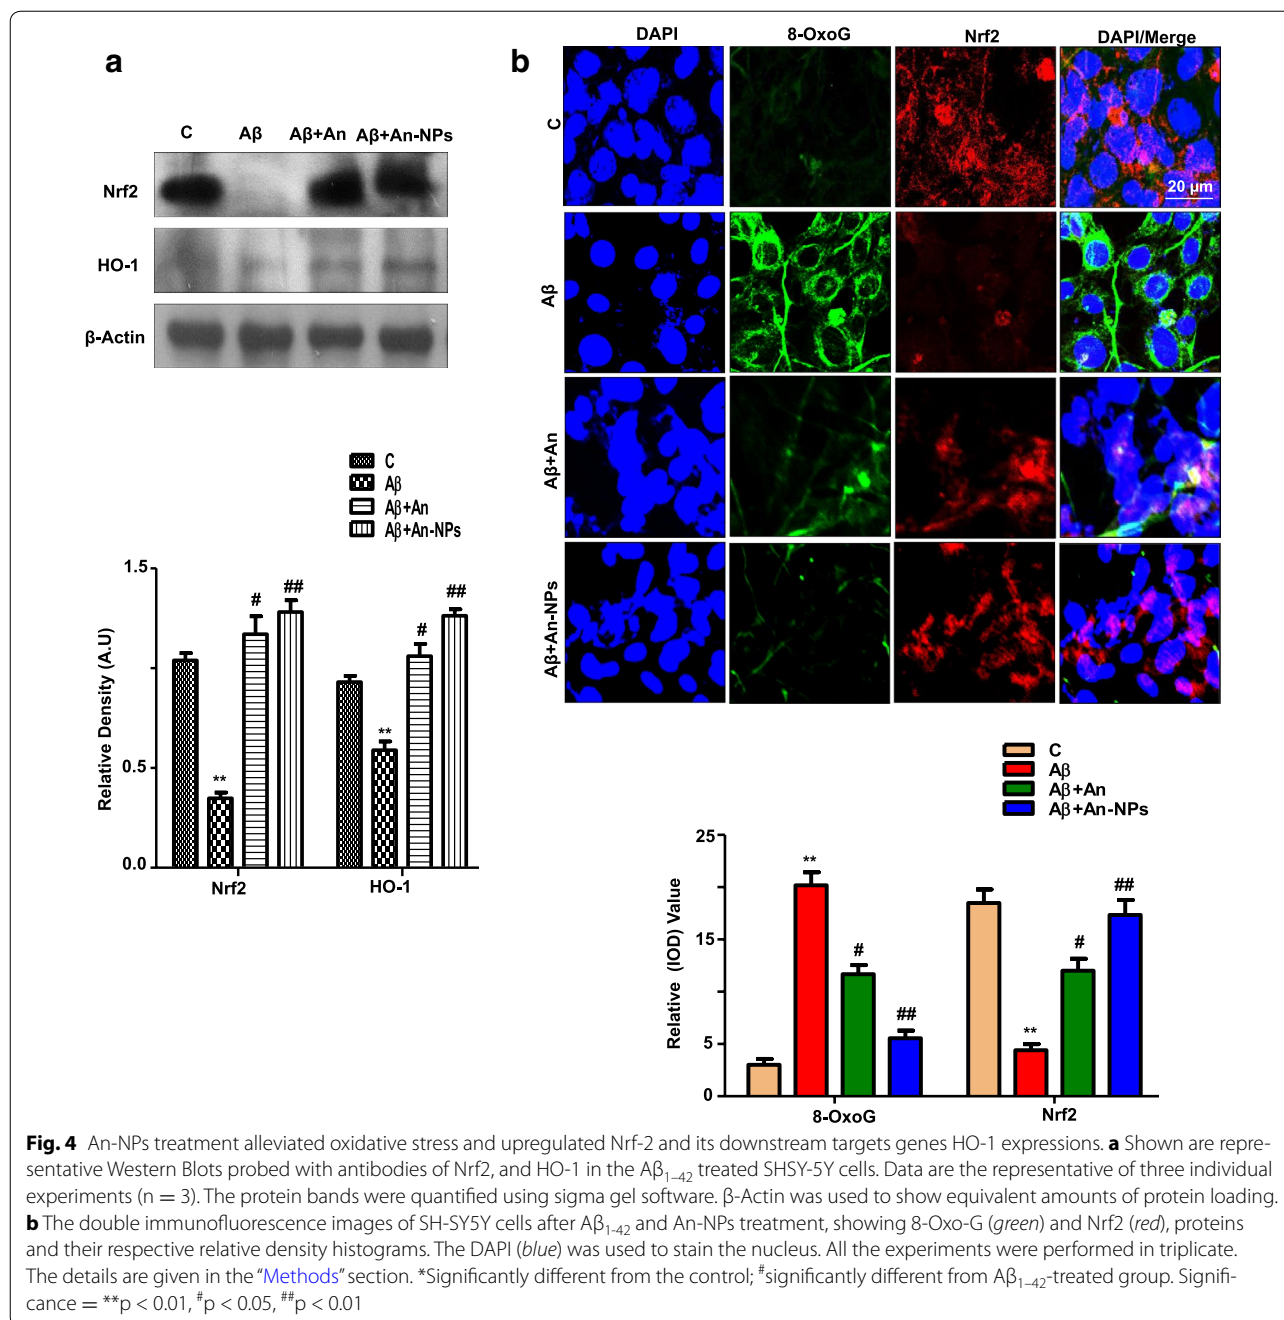 a
C Aβ Aβ+An Aβ+An-NPs
Nrf2
HO-1
β-Actin
C
Aβ
Aβ+An
Aβ+An-NPs
Relative Density (A.U)
1.5
1.0
0.5
0.0
** # ##
** # ##
Nrf2 HO-1
b
DAPI 8-OxoG Nrf2 DAPI/Merge
C
20 µm
Aβ
Aβ+An
Aβ+An-NPs
C
Aβ
Aβ+An
Aβ+An-NPs
Relative (IOD) Value
25
15
5
0
** # ##
** # ##
8-OxoG Nrf2
Fig. 4 An-NPs treatment alleviated oxidative stress and upregulated Nrf-2 and its downstream targets genes HO-1 expressions. a Shown are repre-
sentative Western Blots probed with antibodies of Nrf2, and HO-1 in the Aβ1–42 treated SHSY-5Y cells. Data are the representative of three individual
experiments (n = 3). The protein bands were quantified using sigma gel software. β-Actin was used to show equivalent amounts of protein loading.
b The double immunofluorescence images of SH-SY5Y cells after Aβ1-42 and An-NPs treatment, showing 8-Oxo-G (green) and Nrf2 (red), proteins
and their respective relative density histograms. The DAPI (blue) was used to stain the nucleus. All the experiments were performed in triplicate.
The details are given in the “Methods” section. *Significantly different from the control; #significantly different from Aβ1–42-treated group. Signifi-
cance = **p < 0.01, #p < 0.05, ##p < 0.01